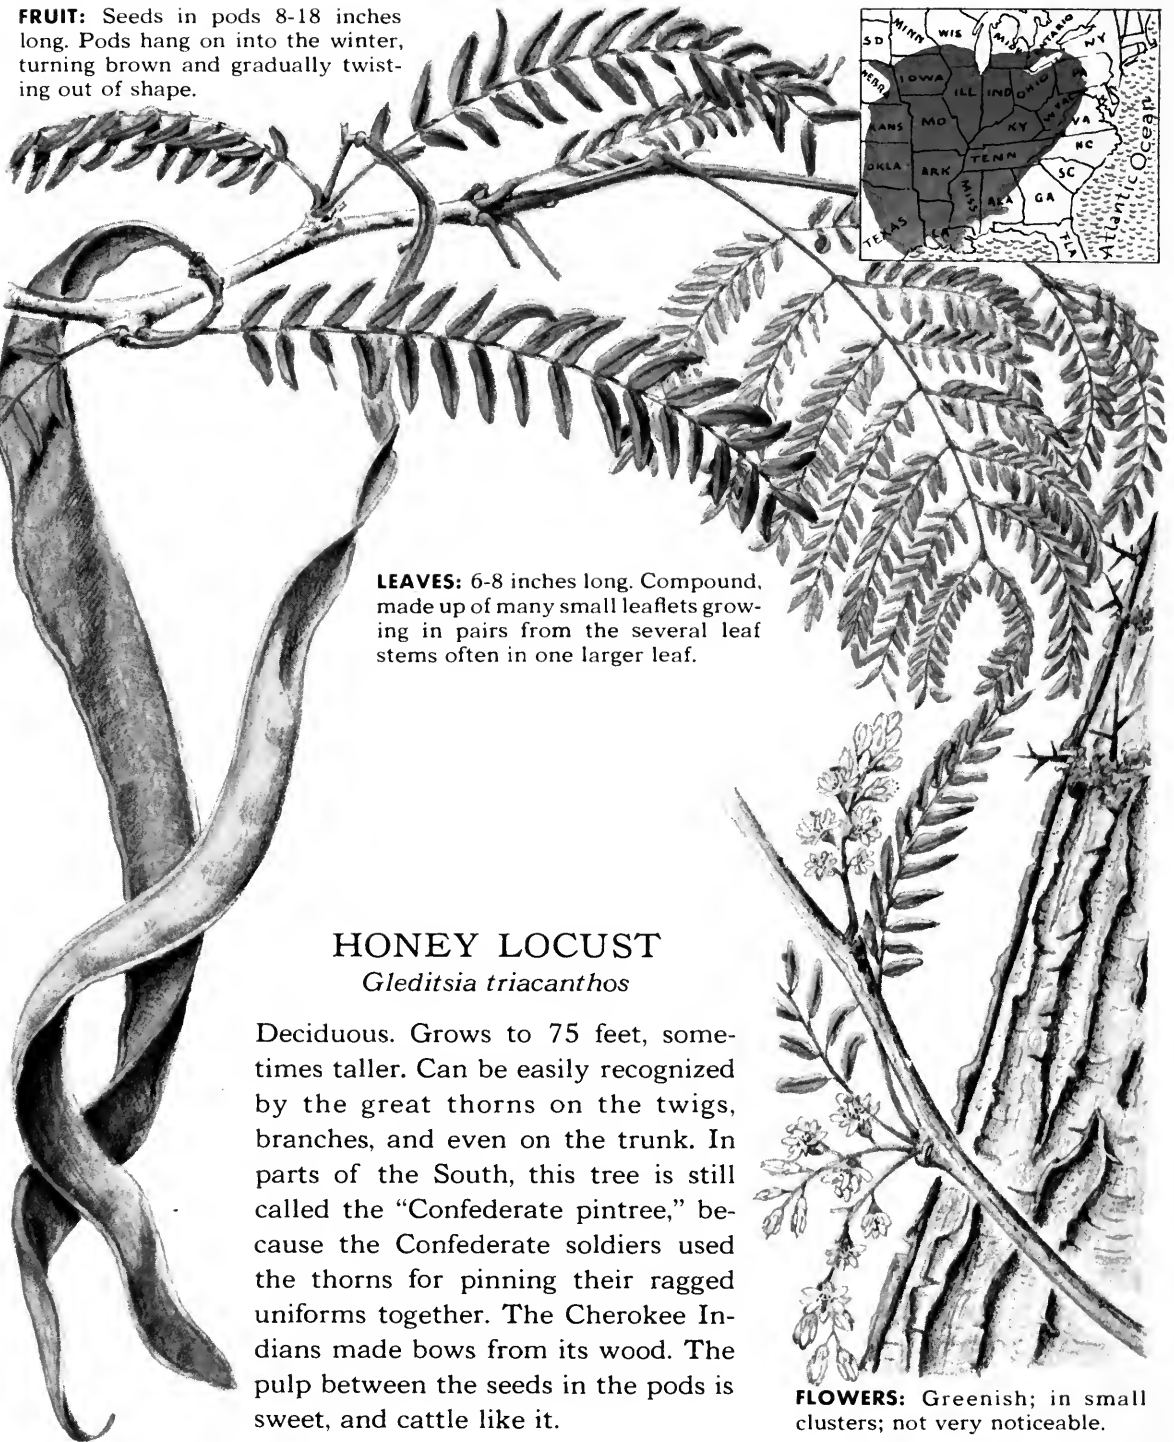 FRUIT: Seeds in pods 8-18 inches
long. Pods hang on into the winter,
turning brown and gradually twist-
ing out of shape.
SD
MINN
WIS
MICH
ONTARIO
NY
NEBR
IOWA
ILL
IND
OHIO
PA
KANS
MO
KY
W VA
VA
OKLA
ARK
TENN
NC
SC
MISS
ALA
GA
TEXAS
LA
FLA
Atlantic Ocean
LEAVES: 6-8 inches long. Compound,
made up of many small leaflets grow-
ing in pairs from the several leaf
stems often in one larger leaf.
HONEY LOCUST
Gleditsia triacanthos
Deciduous. Grows to 75 feet, some-
times taller. Can be easily recognized
by the great thorns on the twigs,
branches, and even on the trunk. In
parts of the South, this tree is still
called the “Confederate pintree,” be-
cause the Confederate soldiers used
the thorns for pinning their ragged
uniforms together. The Cherokee In-
dians made bows from its wood. The
pulp between the seeds in the pods is
sweet, and cattle like it.
FLOWERS: Greenish; in small
clusters; not very noticeable.